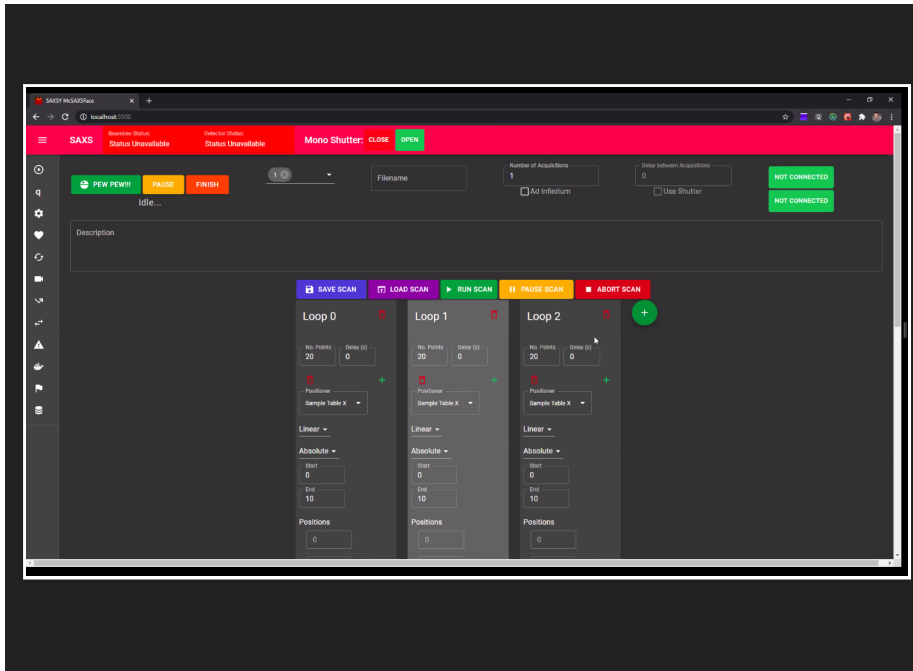 SAXSY McSAXSFace
localhost:3000
SAXS
Beamline Status:
Status Unavailable
Detector Status:
Status Unavailable
Mono Shutter:
CLOSE
OPEN
PEW PEW!!!
PAUSE
FINISH
Idle...
1
Filename
Number of Acquisitions
1
Ad Infinitum
Delay between Acquisitions
0
Use Shutter
NOT CONNECTED
NOT CONNECTED
q
Description
SAVE SCAN
LOAD SCAN
RUN SCAN
PAUSE SCAN
ABORT SCAN
Loop 0
No. Points
20
Delay (s)
0
Positioner
Sample Table X
Linear
Absolute
Start
0
End
10
Positions
0
Loop 1
No. Points
20
Delay (s)
0
Positioner
Sample Table X
Linear
Absolute
Start
0
End
10
Positions
0
Loop 2
No. Points
20
Delay (s)
0
Positioner
Sample Table X
Linear
Absolute
Start
0
End
10
Positions
0